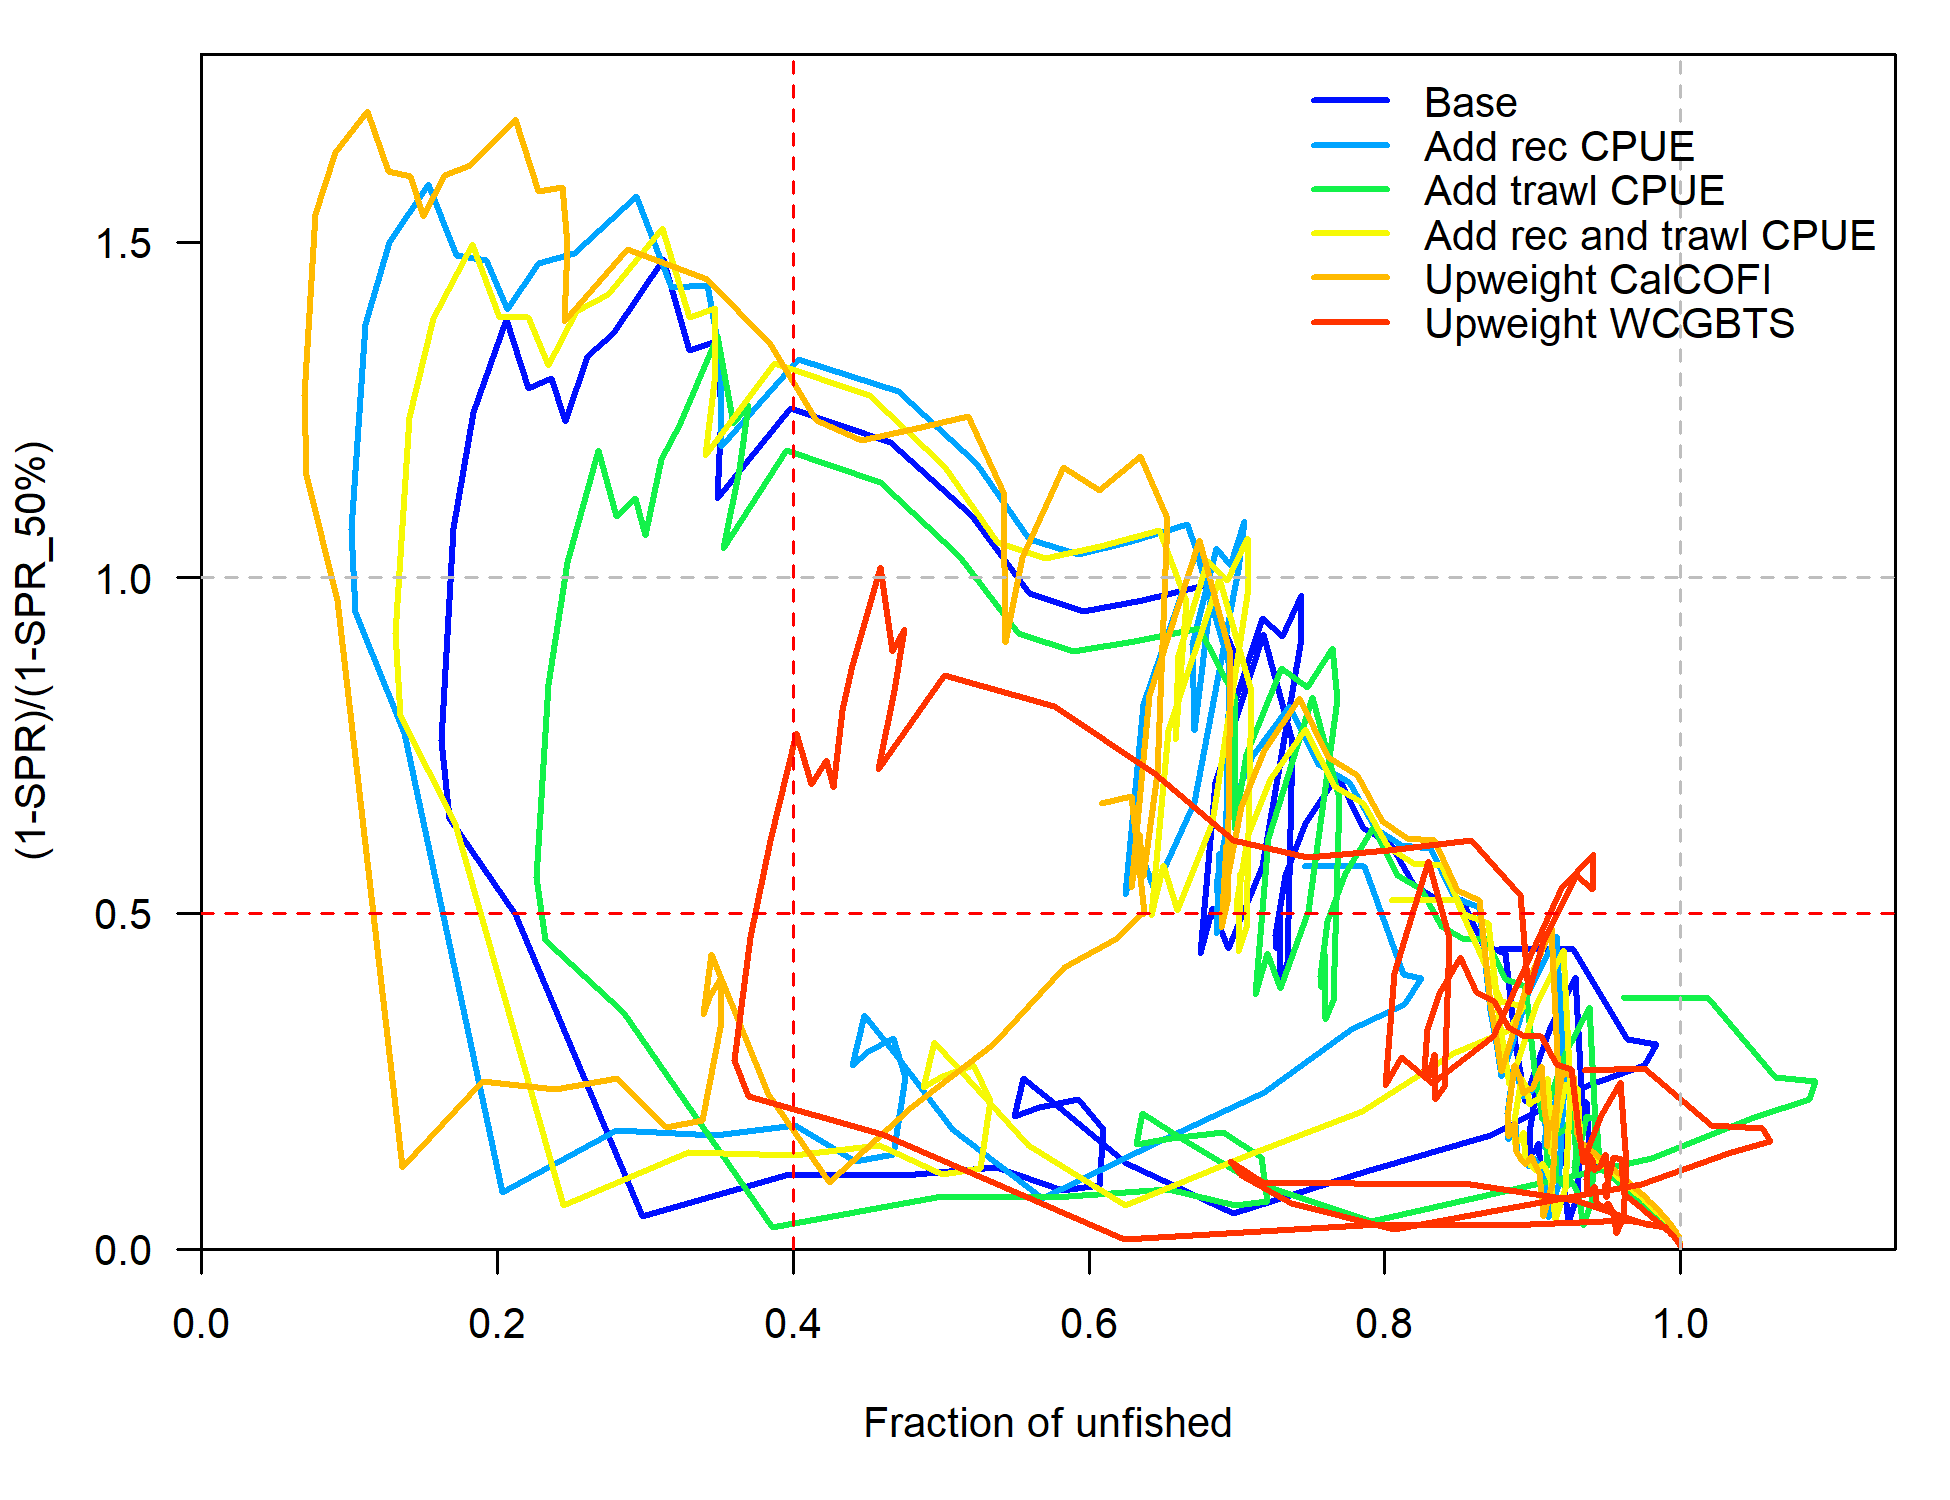 Base
Add rec CPUE
Add trawl CPUE
Add rec and trawl CPUE
Upweight CalCOFI
Upweight WCGBTS
(1-SPR)/(1-SPR_50%)
1.5
1.0
0.5
0.0
0.0 0.2 0.4 0.6 0.8 1.0
Fraction of unfished